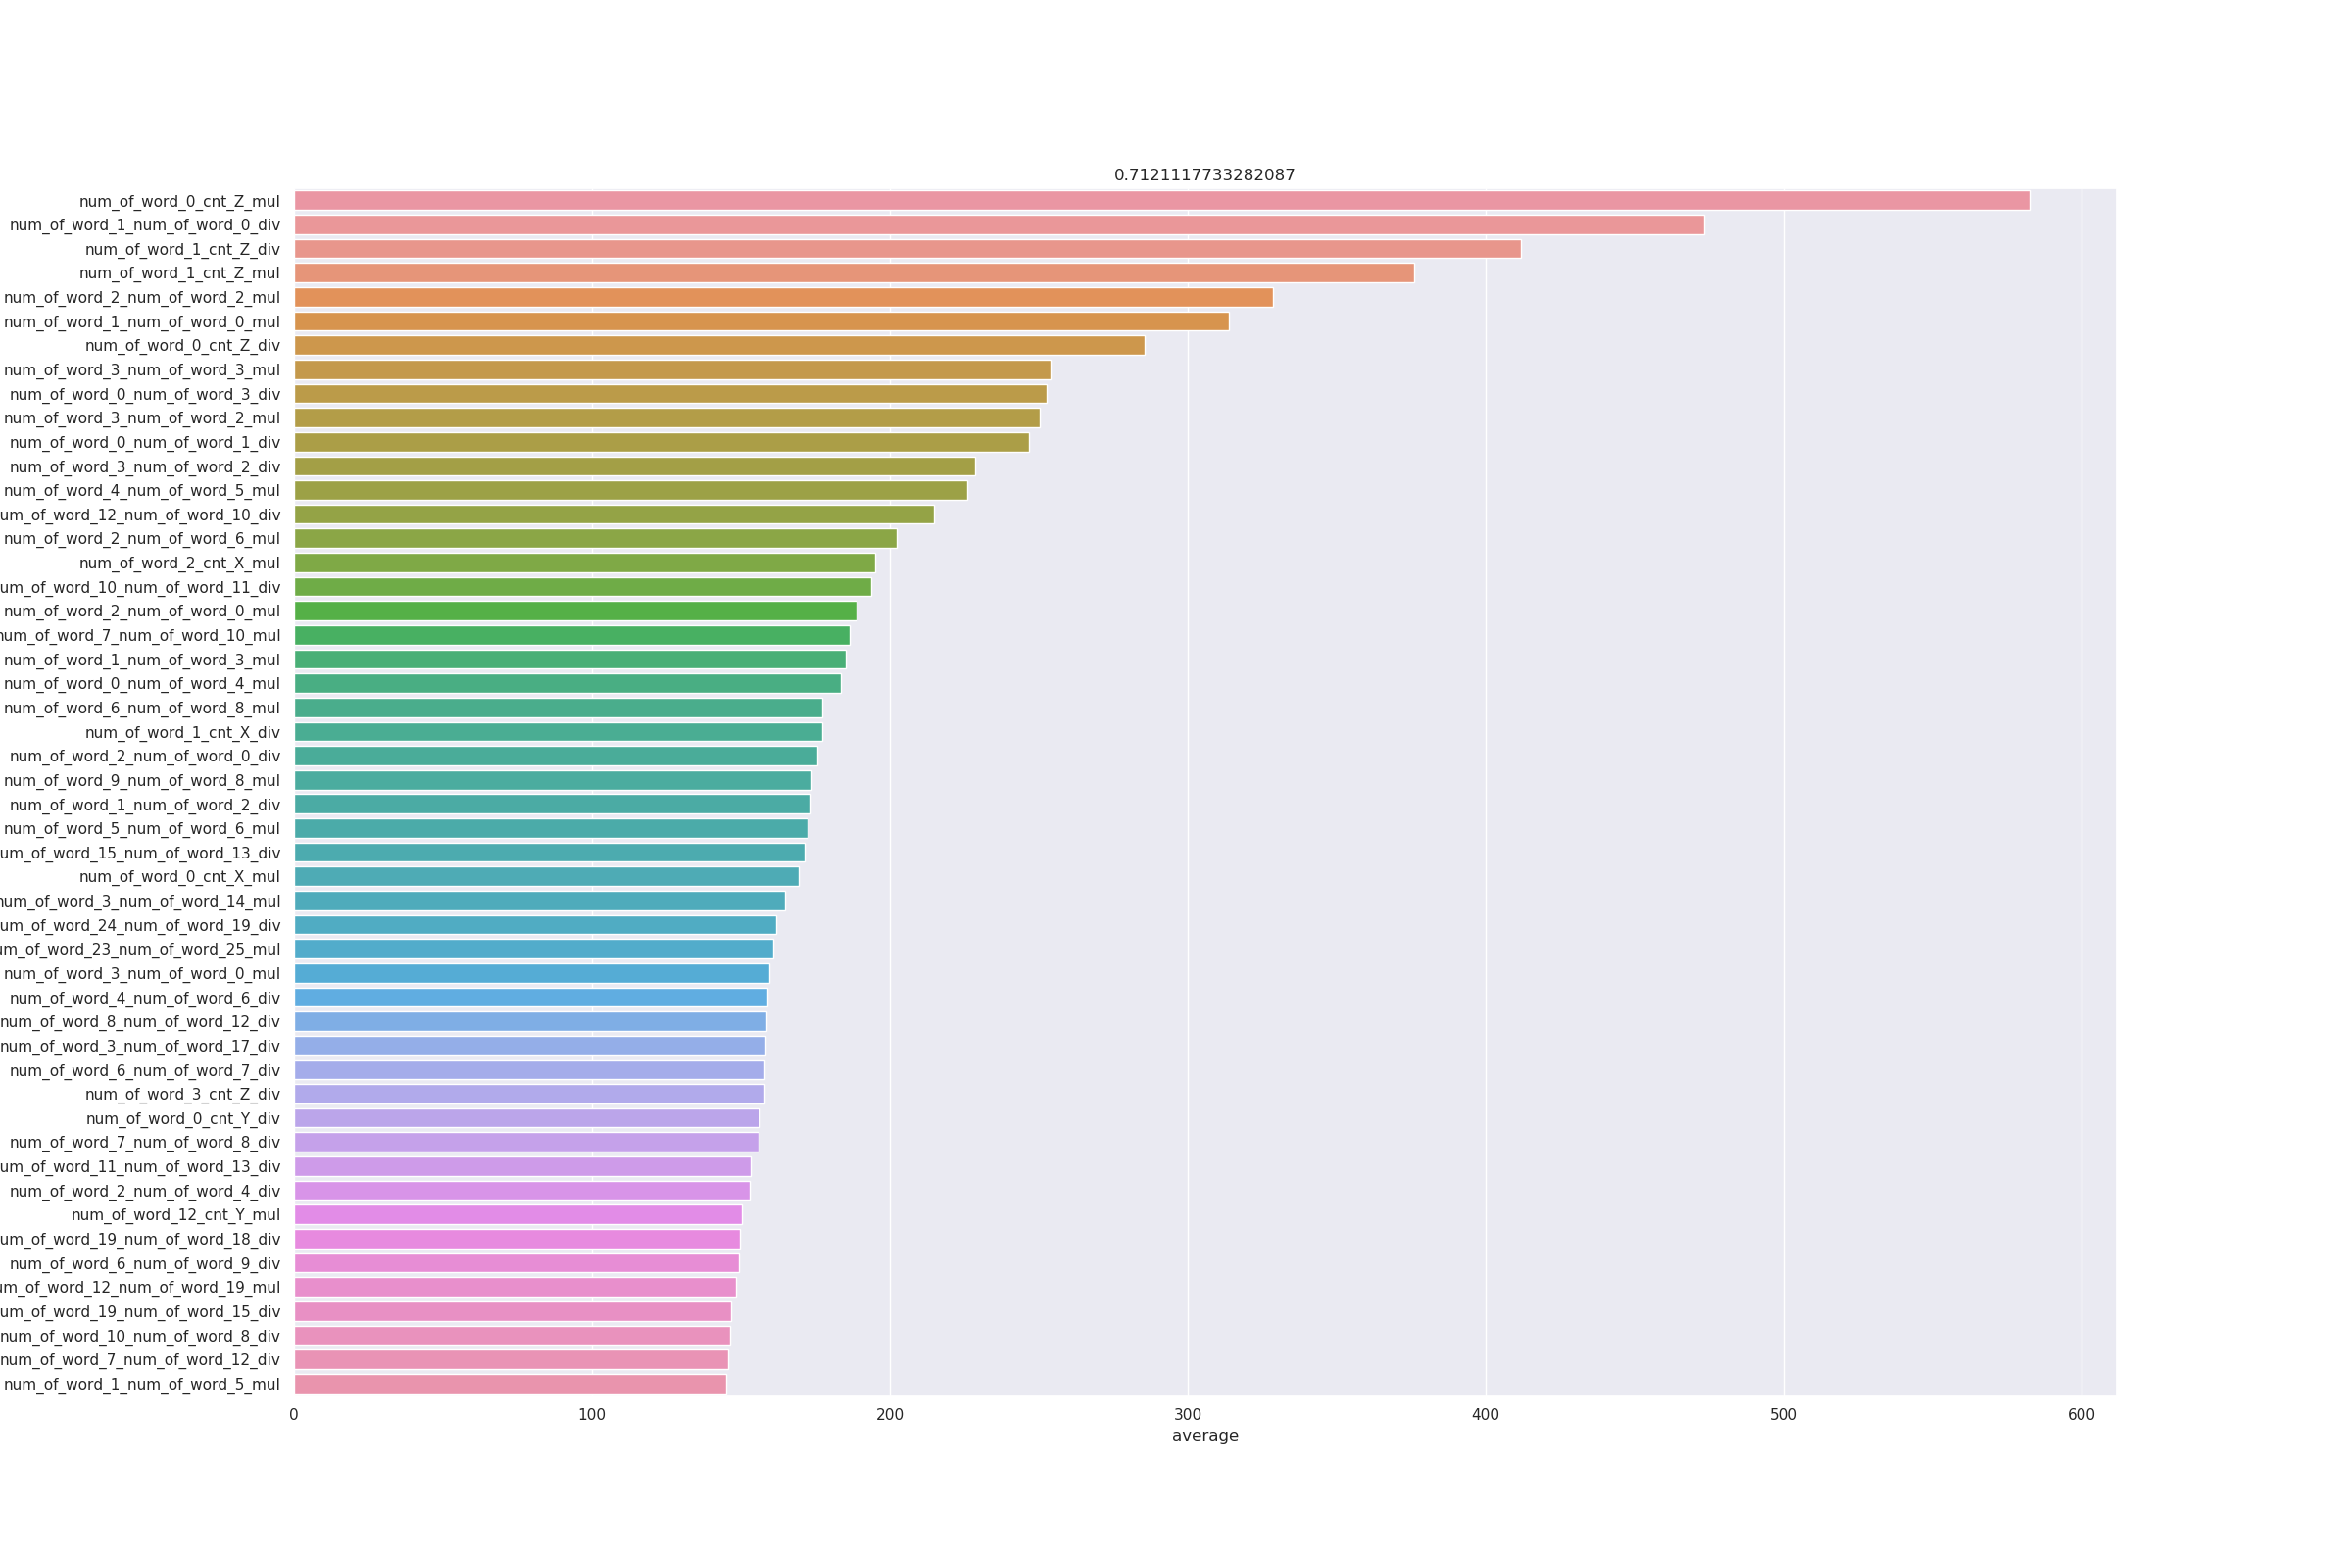 0.7121117733282087
num_of_word_0_cnt_Z_mul
num_of_word_1_num_of_word_0_div
num_of_word_1_cnt_Z_div
num_of_word_1_cnt_Z_mul
num_of_word_2_num_of_word_2_mul
num_of_word_1_num_of_word_0_mul
num_of_word_0_cnt_Z_div
num_of_word_3_num_of_word_3_mul
num_of_word_0_num_of_word_3_div
num_of_word_3_num_of_word_2_mul
num_of_word_0_num_of_word_1_div
num_of_word_3_num_of_word_2_div
num_of_word_4_num_of_word_5_mul
um_of_word_12_num_of_word_10_div
num_of_word_2_num_of_word_6_mul
num_of_word_2_cnt_X_mul
um_of_word_10_num_of_word_11_div
num_of_word_2_num_of_word_0_mul
num_of_word_7_num_of_word_10_mul
num_of_word_1_num_of_word_3_mul
num_of_word_0_num_of_word_4_mul
num_of_word_6_num_of_word_8_mul
num_of_word_1_cnt_X_div
num_of_word_2_num_of_word_0_div
num_of_word_9_num_of_word_8_mul
num_of_word_1_num_of_word_2_div
num_of_word_5_num_of_word_6_mul
um_of_word_15_num_of_word_13_div
num_of_word_0_cnt_X_mul
num_of_word_3_num_of_word_14_mul
um_of_word_24_num_of_word_19_div
um_of_word_23_num_of_word_25_mul
num_of_word_3_num_of_word_0_mul
num_of_word_4_num_of_word_6_div
num_of_word_8_num_of_word_12_div
num_of_word_3_num_of_word_17_div
num_of_word_6_num_of_word_7_div
num_of_word_3_cnt_Z_div
num_of_word_0_cnt_Y_div
num_of_word_7_num_of_word_8_div
um_of_word_11_num_of_word_13_div
num_of_word_2_num_of_word_4_div
num_of_word_12_cnt_Y_mul
um_of_word_19_num_of_word_18_div
num_of_word_6_num_of_word_9_div
um_of_word_12_num_of_word_19_mul
um_of_word_19_num_of_word_15_div
num_of_word_10_num_of_word_8_div
num_of_word_7_num_of_word_12_div
num_of_word_1_num_of_word_5_mul
0 100 200 300 400 500 600
average